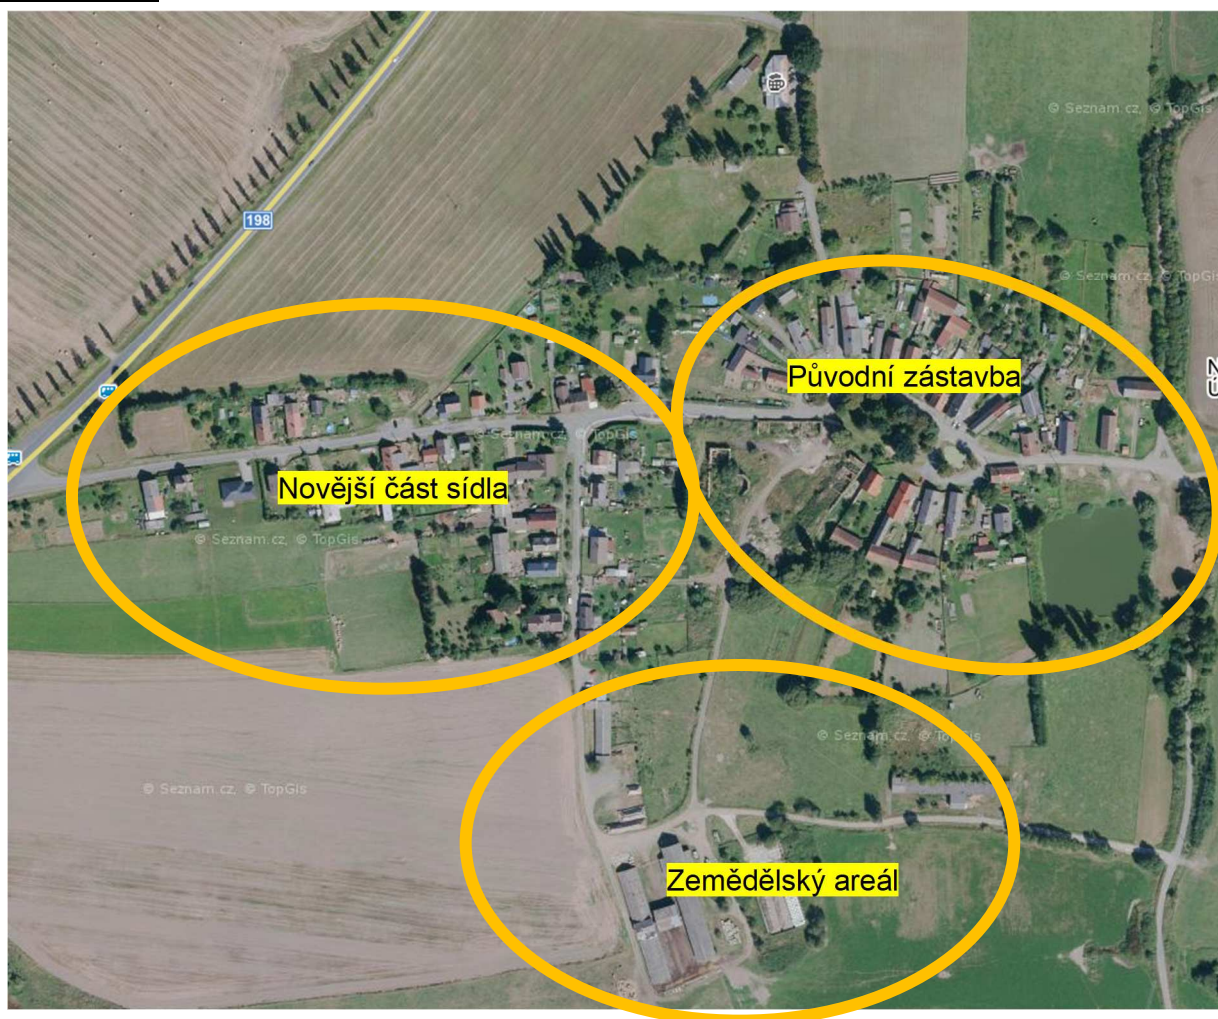 © Seznam.cz, © TopGis
198
© Seznam.cz, © TopGis
N
Ú
Původní zástavba
© Seznam.cz, © TopGis
Novější část sídla
© Seznam.cz, © TopGis
© Seznam.cz, © TopGis
© Seznam.cz, © TopGis
Zemědělský areál